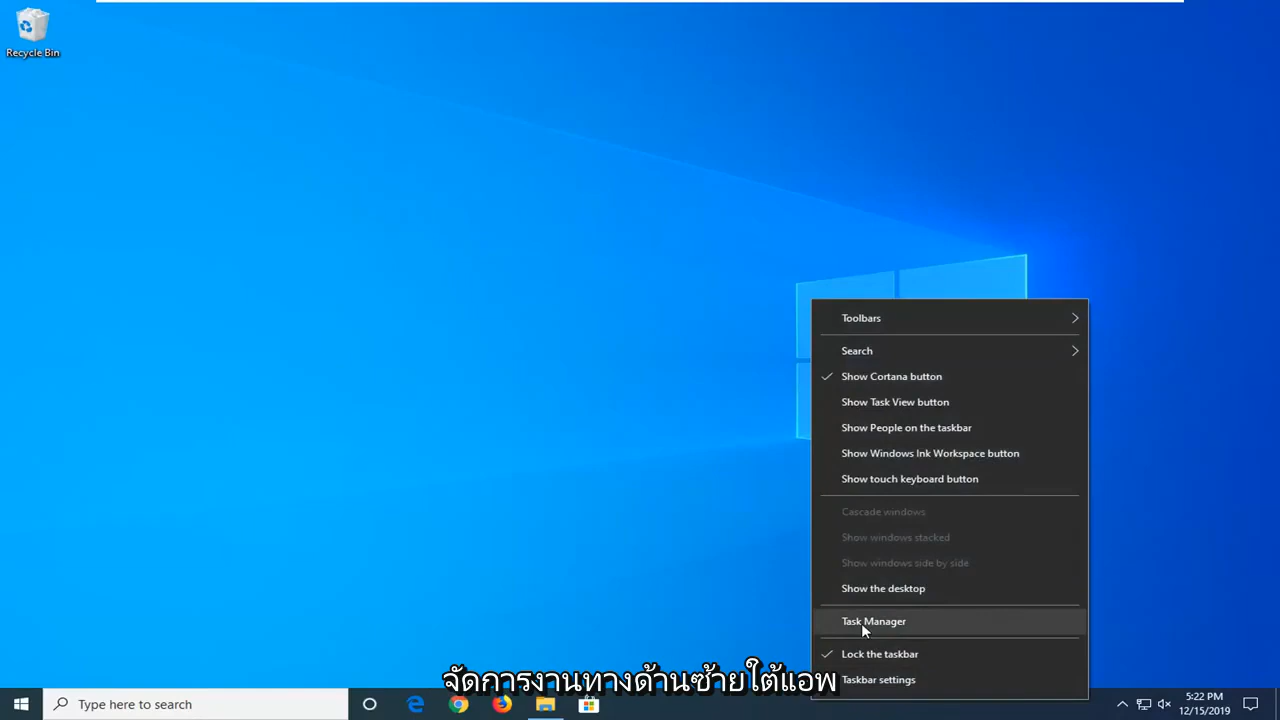 Recycle Bin
Toolbars
Search
Show Cortana button
Show Task View button
Show People on the taskbar
Show Windows Ink Workspace button
Show touch keyboard button
Cascade windows
Show windows stacked
Show windows side by side
Show the desktop
Task Manager
Lock the taskbar
Taskbar settings
จัดการงานทางด้านซ้ายใต้แอพ
Type here to search
5:22 PM
12/15/2019